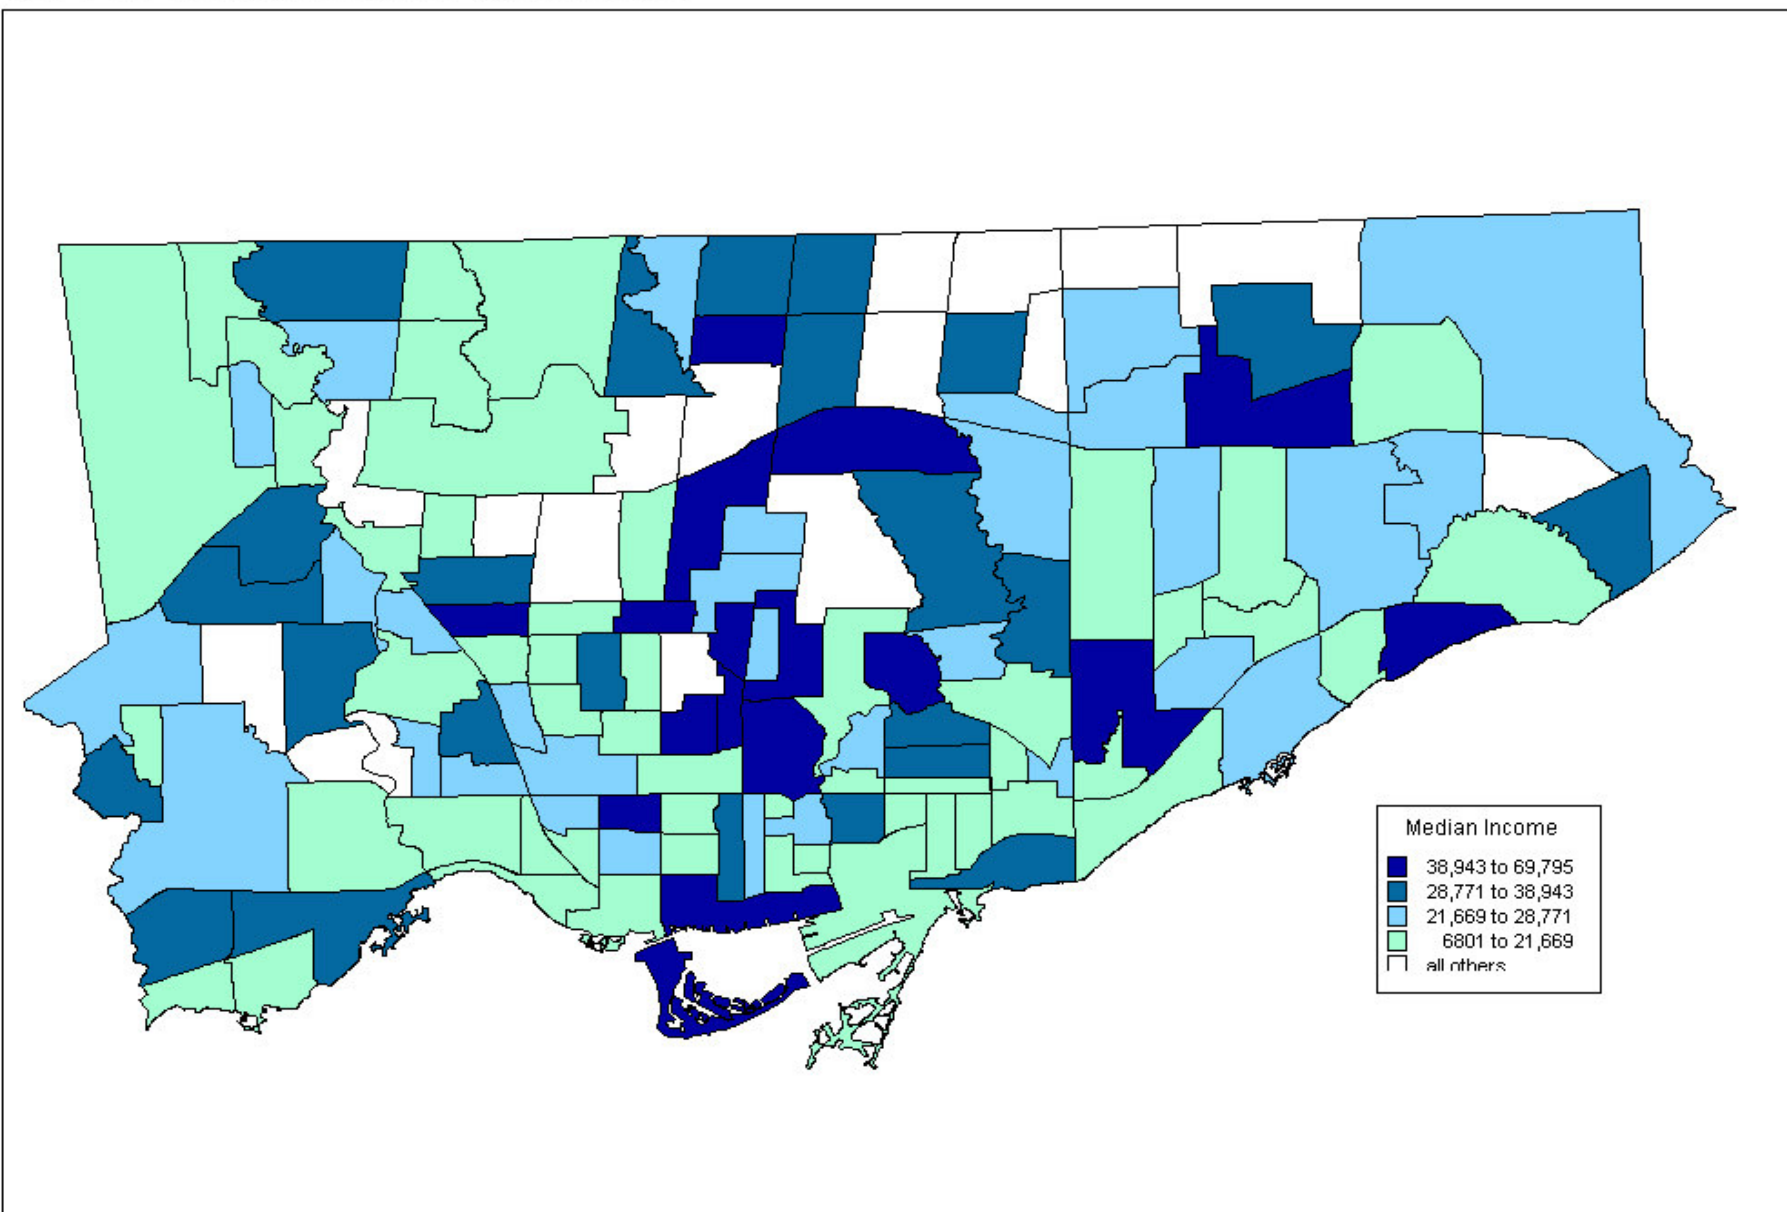 Median Income
38,943 to 69,795
28,771 to 38,943
21,669 to 28,771
6801 to 21,669
all others